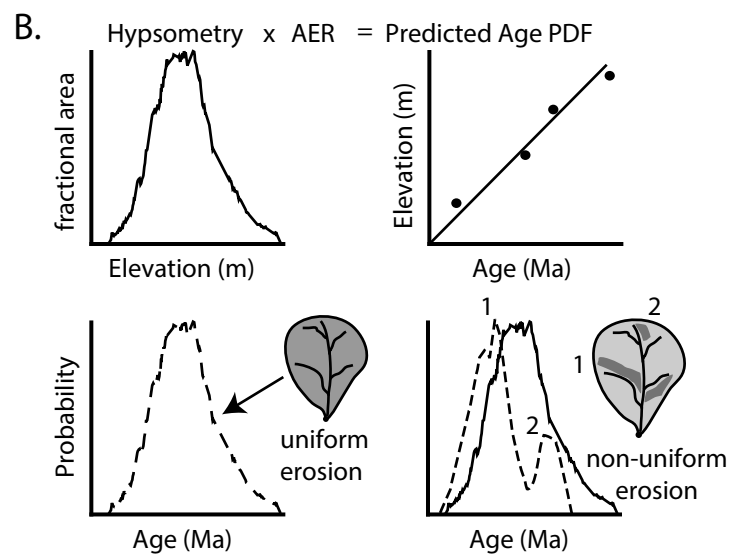 B.
Hypsometry x AER = Predicted Age PDF
fractional area
Elevation (m)
Elevation (m)
Age (Ma)
Probability
uniform
erosion
Age (Ma)
1
2
1
2
non-uniform
erosion
Age (Ma)